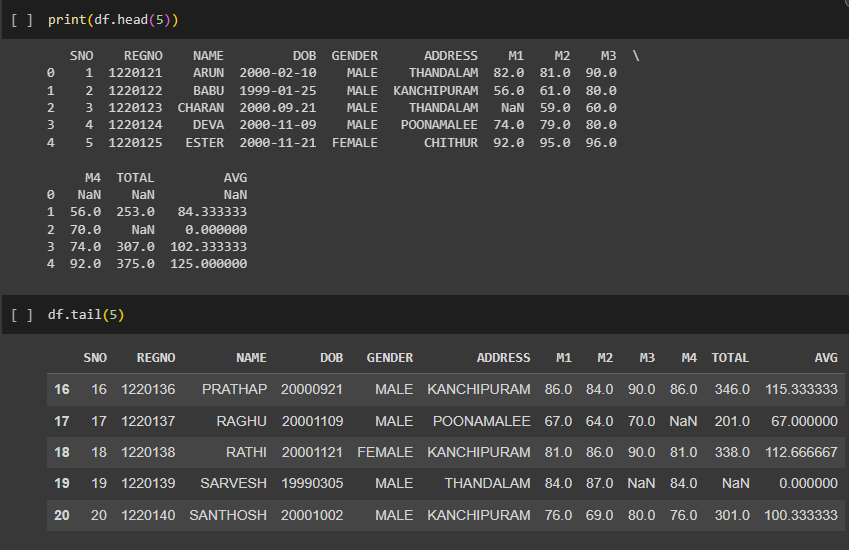 [ ] print(df.head(5))
SNO REGNO NAME DOB GENDER ADDRESS M1 M2 M3 \
0 1 1220121 ARUN 2000-02-10 MALE THANDALAM 82.0 81.0 90.0
1 2 1220122 BABU 1999-01-25 MALE KANCHIPURAM 56.0 61.0 80.0
2 3 1220123 CHARAN 2000.09.21 MALE THANDALAM NaN 59.0 60.0
3 4 1220124 DEVA 2000-11-09 MALE POONAMALEE 74.0 79.0 80.0
4 5 1220125 ESTER 2000-11-21 FEMALE CHITHUR 92.0 95.0 96.0
M4 TOTAL AVG
0 NaN NaN NaN
1 56.0 253.0 84.333333
2 70.0 NaN 0.000000
3 74.0 307.0 102.333333
4 92.0 375.0 125.000000
[ ] df.tail(5)
SNO REGNO NAME DOB GENDER ADDRESS M1 M2 M3 M4 TOTAL AVG
16 16 1220136 PRATHAP 20000921 MALE KANCHIPURAM 86.0 84.0 90.0 86.0 346.0 115.333333
17 17 1220137 RAGHU 20001109 MALE POONAMALEE 67.0 64.0 70.0 NaN 201.0 67.000000
18 18 1220138 RATHI 20001121 FEMALE KANCHIPURAM 81.0 86.0 90.0 81.0 338.0 112.666667
19 19 1220139 SARVESH 19990305 MALE THANDALAM 84.0 87.0 NaN 84.0 NaN 0.000000
20 20 1220140 SANTHOSH 20001002 MALE KANCHIPURAM 76.0 69.0 80.0 76.0 301.0 100.333333